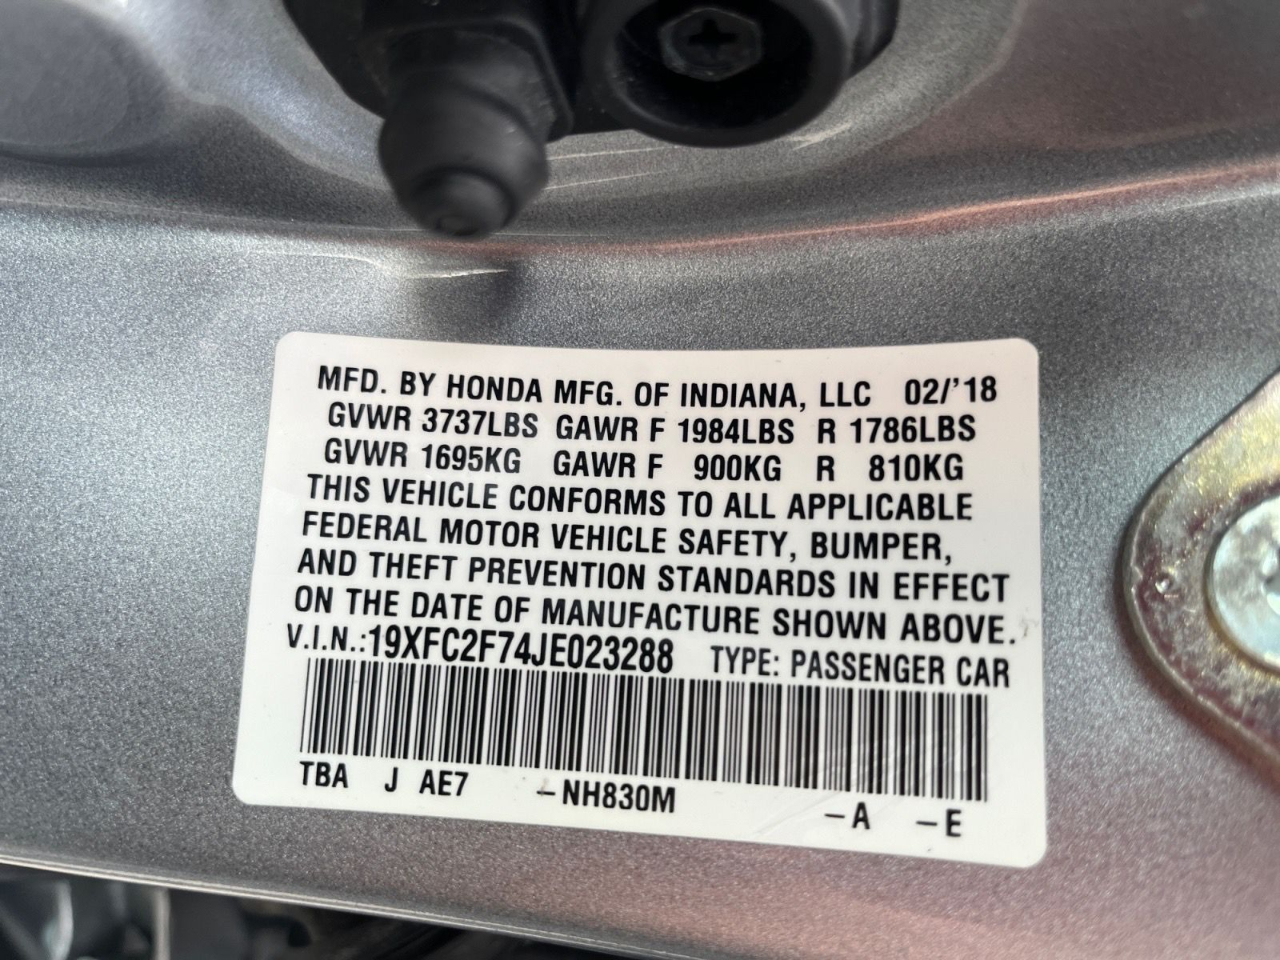 MFD. BY HONDA MFG. OF INDIANA, LLC 02/'18
GVWR 3737LBS GAWR F 1984LBS R 1786LBS
GVWR 1695KG GAWR F 900KG R 810KG
THIS VEHICLE CONFORMS TO ALL APPLICABLE
FEDERAL MOTOR VEHICLE SAFETY, BUMPER,
AND THEFT PREVENTION STANDARDS IN EFFECT
ON THE DATE OF MANUFACTURE SHOWN ABOVE.
V.I.N.:19XFC2F74JE023288 TYPE: PASSENGER CAR
TBA J AE7 –NH830M –A –E